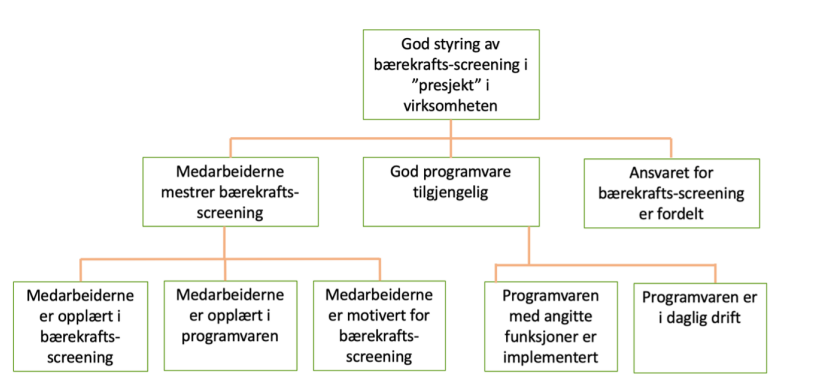 God styring av
bærekrafts-screening i
”presjekt” i
virksomheten
Medarbeiderne
mestrer bærekrafts-
screening
God programvare
tilgjengelig
Ansvaret for
bærekrafts-screening
er fordelt
Medarbeiderne
er opplært i
bærekrafts-
screening
Medarbeiderne
er opplært i
programvaren
Medarbeiderne
er motivert for
bærekrafts-
screening
Programvaren
med angitte
funksjoner er
implementert
Programvaren er
i daglig drift